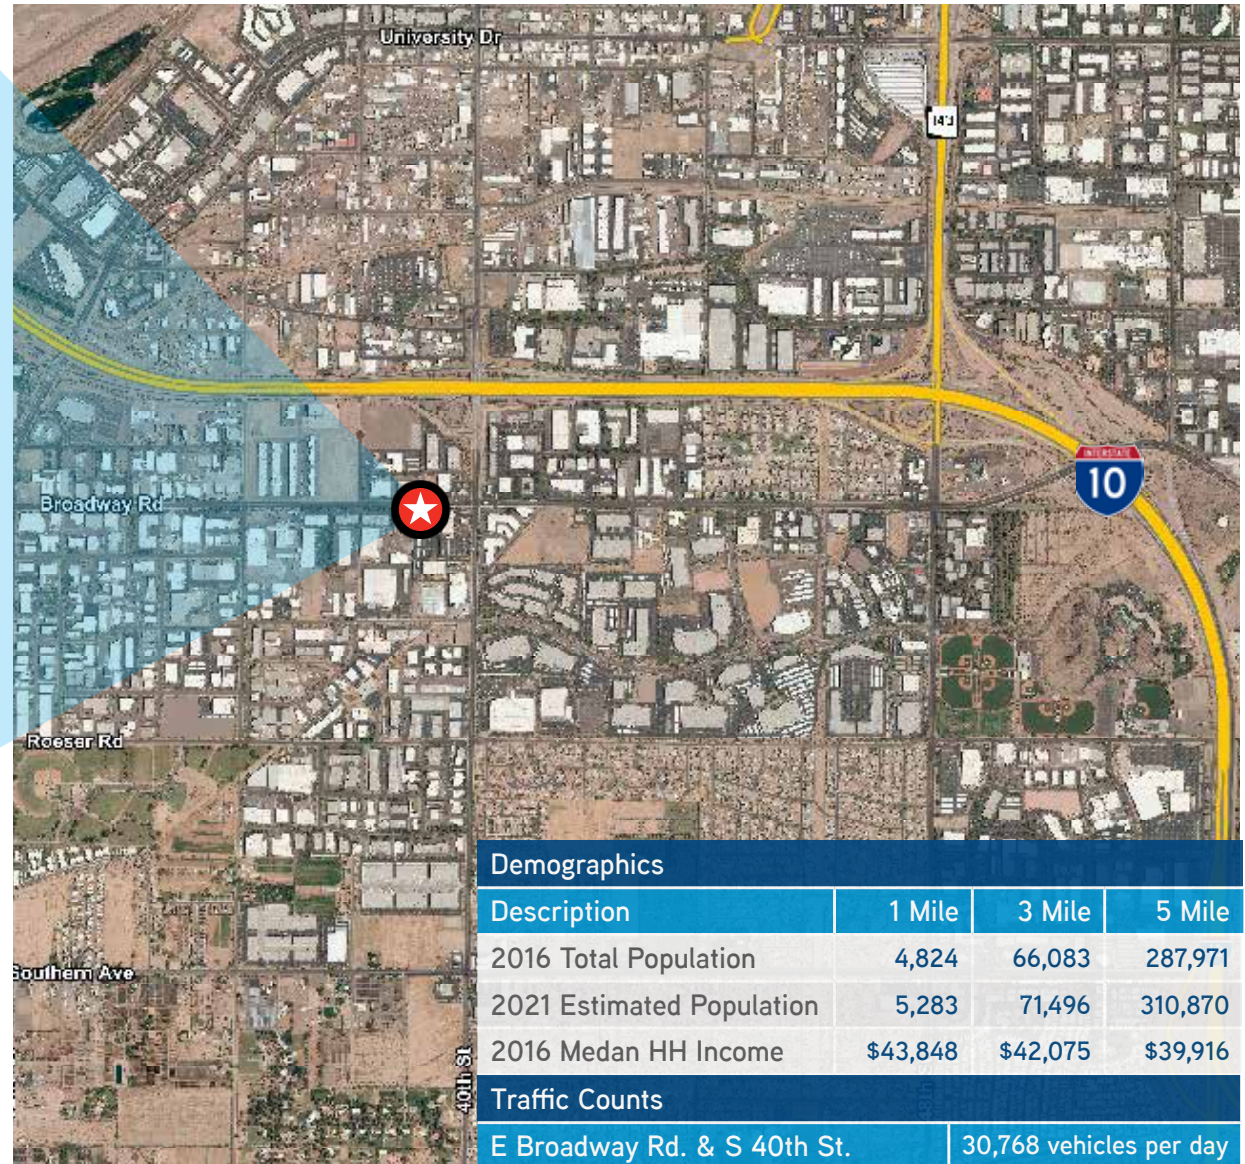 University Dr
143
INTERSTATE
10
Broadway Rd
Roeser Rd
Southern Ave
40th St
Demographics
Description 1 Mile 3 Mile 5 Mile
2016 Total Population 4,824 66,083 287,971
2021 Estimated Population 5,283 71,496 310,870
2016 Medan HH Income $43,848 $42,075 $39,916
Traffic Counts
E Broadway Rd. & S 40th St. 30,768 vehicles per day